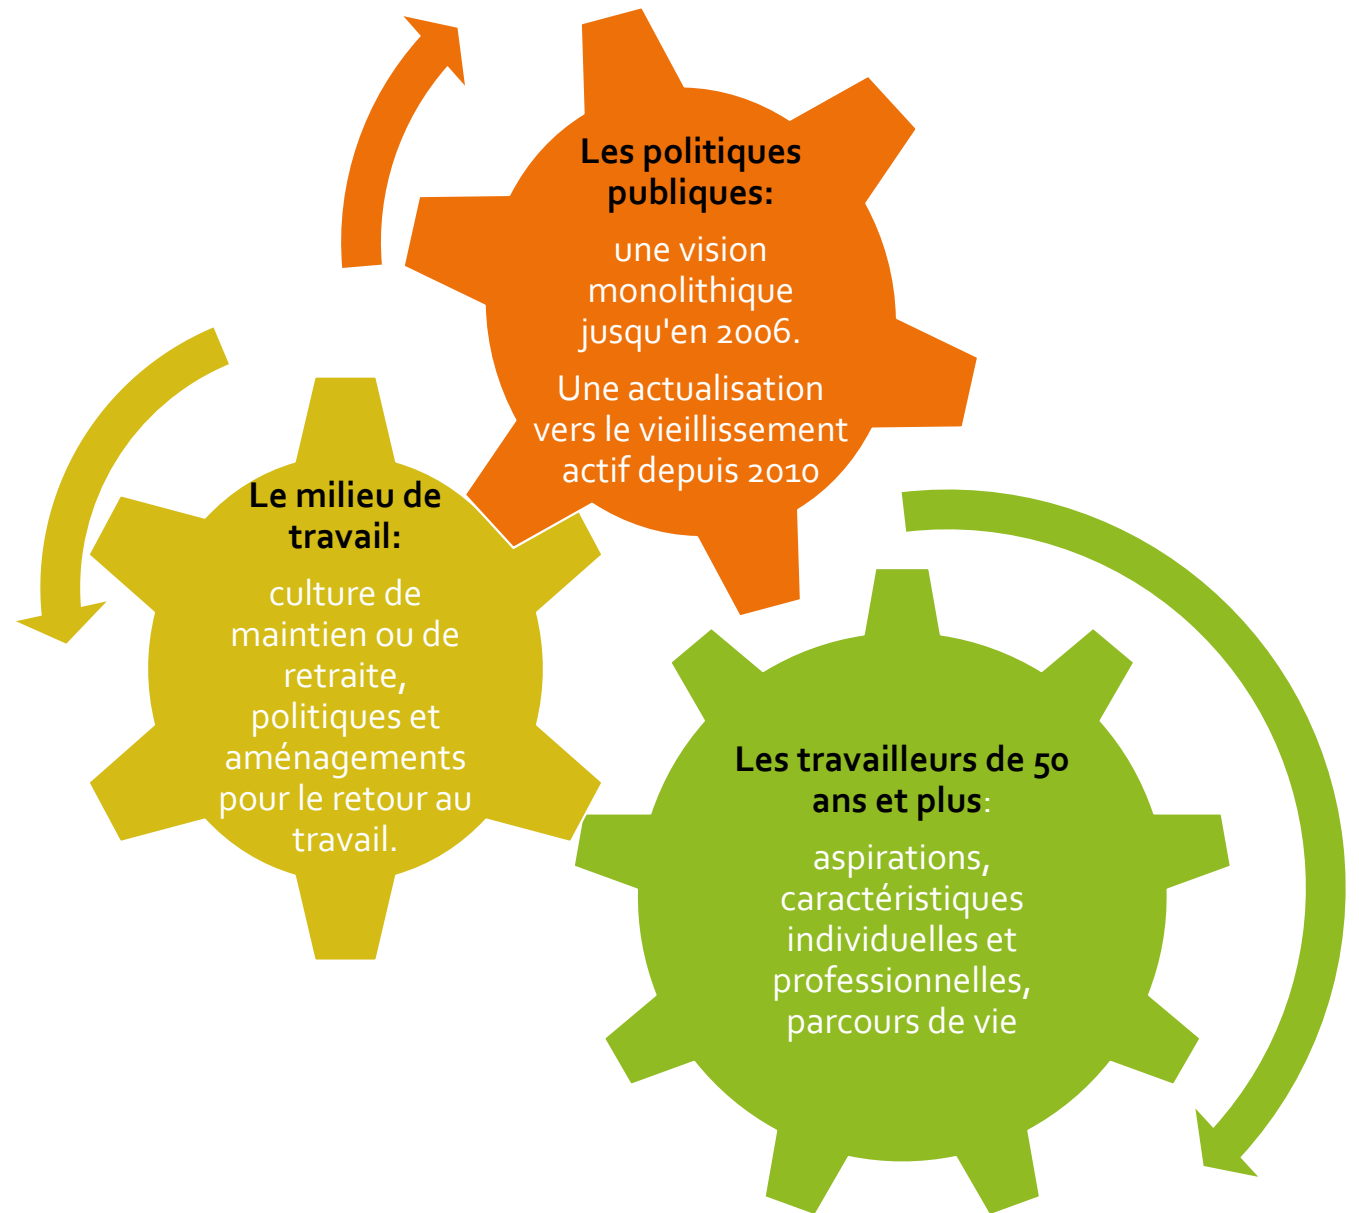 Les politiques
publiques:
une vision
monolithique
jusqu'en 2006.
Une actualisation
vers le vieillissement
actif depuis 2010
Le milieu de
travail:
culture de
maintien ou de
retraite,
politiques et
aménagements
pour le retour au
travail.
Les travailleurs de 50
ans et plus:
aspirations,
caractéristiques
individuelles et
professionnelles,
parcours de vie